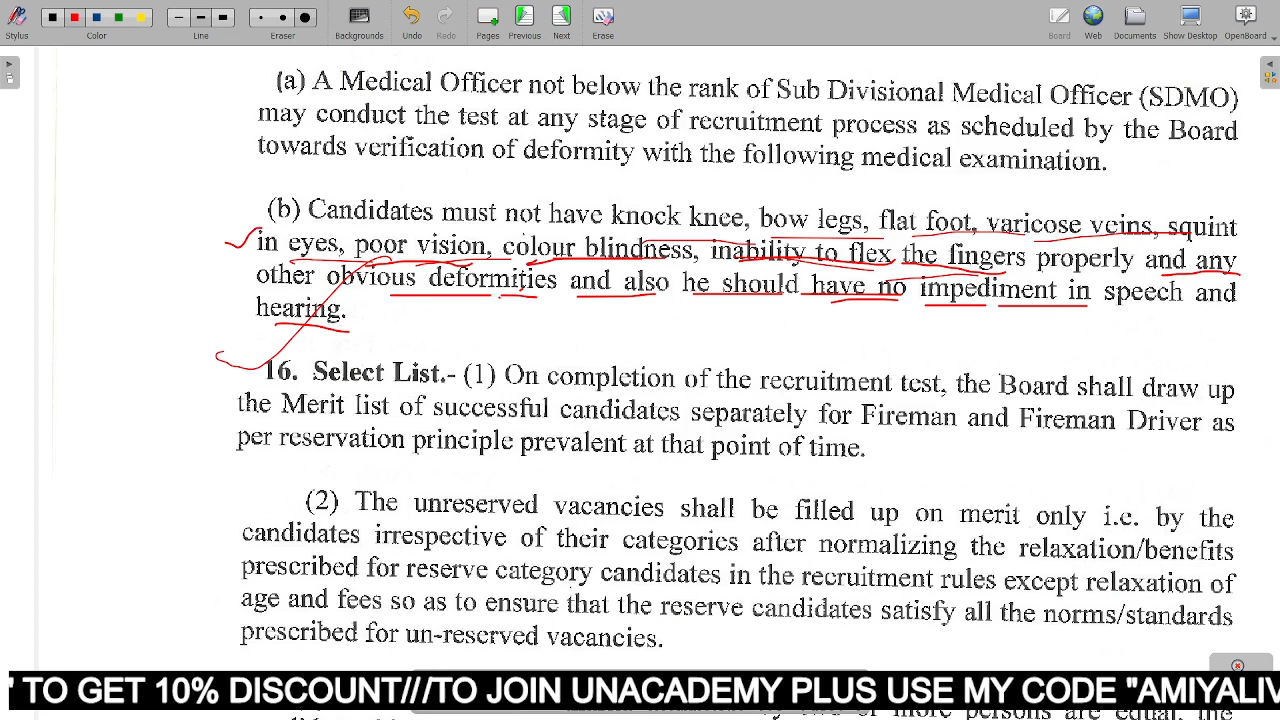 Stylus
Color
Line
Eraser
Backgrounds
Undo
Redo
Pages
Previous
Next
Erase
Board
Web
Documents
Show Desktop
OpenBoard
(a) A Medical Officer not below the rank of Sub Divisional Medical Officer (SDMO)
may conduct the test at any stage of recruitment process as scheduled by the Board
towards verification of deformity with the following medical examination.
(b) Candidates must not have knock knee, bow legs, flat foot, varicose veins, squint
in eyes, poor vision, colour blindness, inability to flex the fingers properly and any
other obvious deformities and also he should have no impediment in speech and
hearing.
16. Select List.- (1) On completion of the recruitment test, the Board shall draw up
the Merit list of successful candidates separately for Fireman and Fireman Driver as
per reservation principle prevalent at that point of time.
(2) The unreserved vacancies shall be filled up on merit only i.e. by the
candidates irrespective of their categories after normalizing the relaxation/benefits
prescribed for reserve category candidates in the recruitment rules except relaxation of
age and fees so as to ensure that the reserve candidates satisfy all the norms/standards
prescribed for un-reserved vacancies.
TO GET 10% DISCOUNT///TO JOIN UNACADEMY PLUS USE MY CODE "AMIYALIV